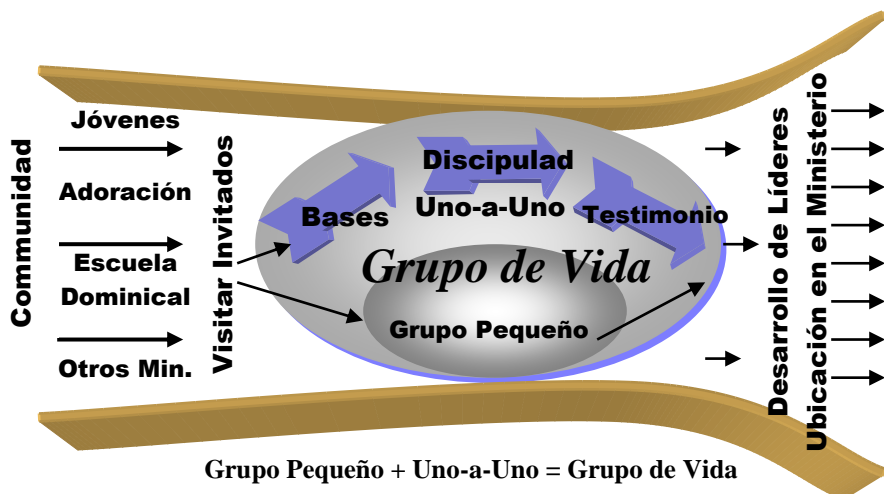 Communidad
Jóvenes
Adoración
Escuela
Dominical
Otros Min.
Visitar Invitados
Bases
Discipulad
Uno-a-Uno
Testimonio
Grupo de Vida
Grupo Pequeño
Desarrollo de Líderes
Ubicación en el Ministerio
Grupo Pequeño + Uno-a-Uno = Grupo de Vida